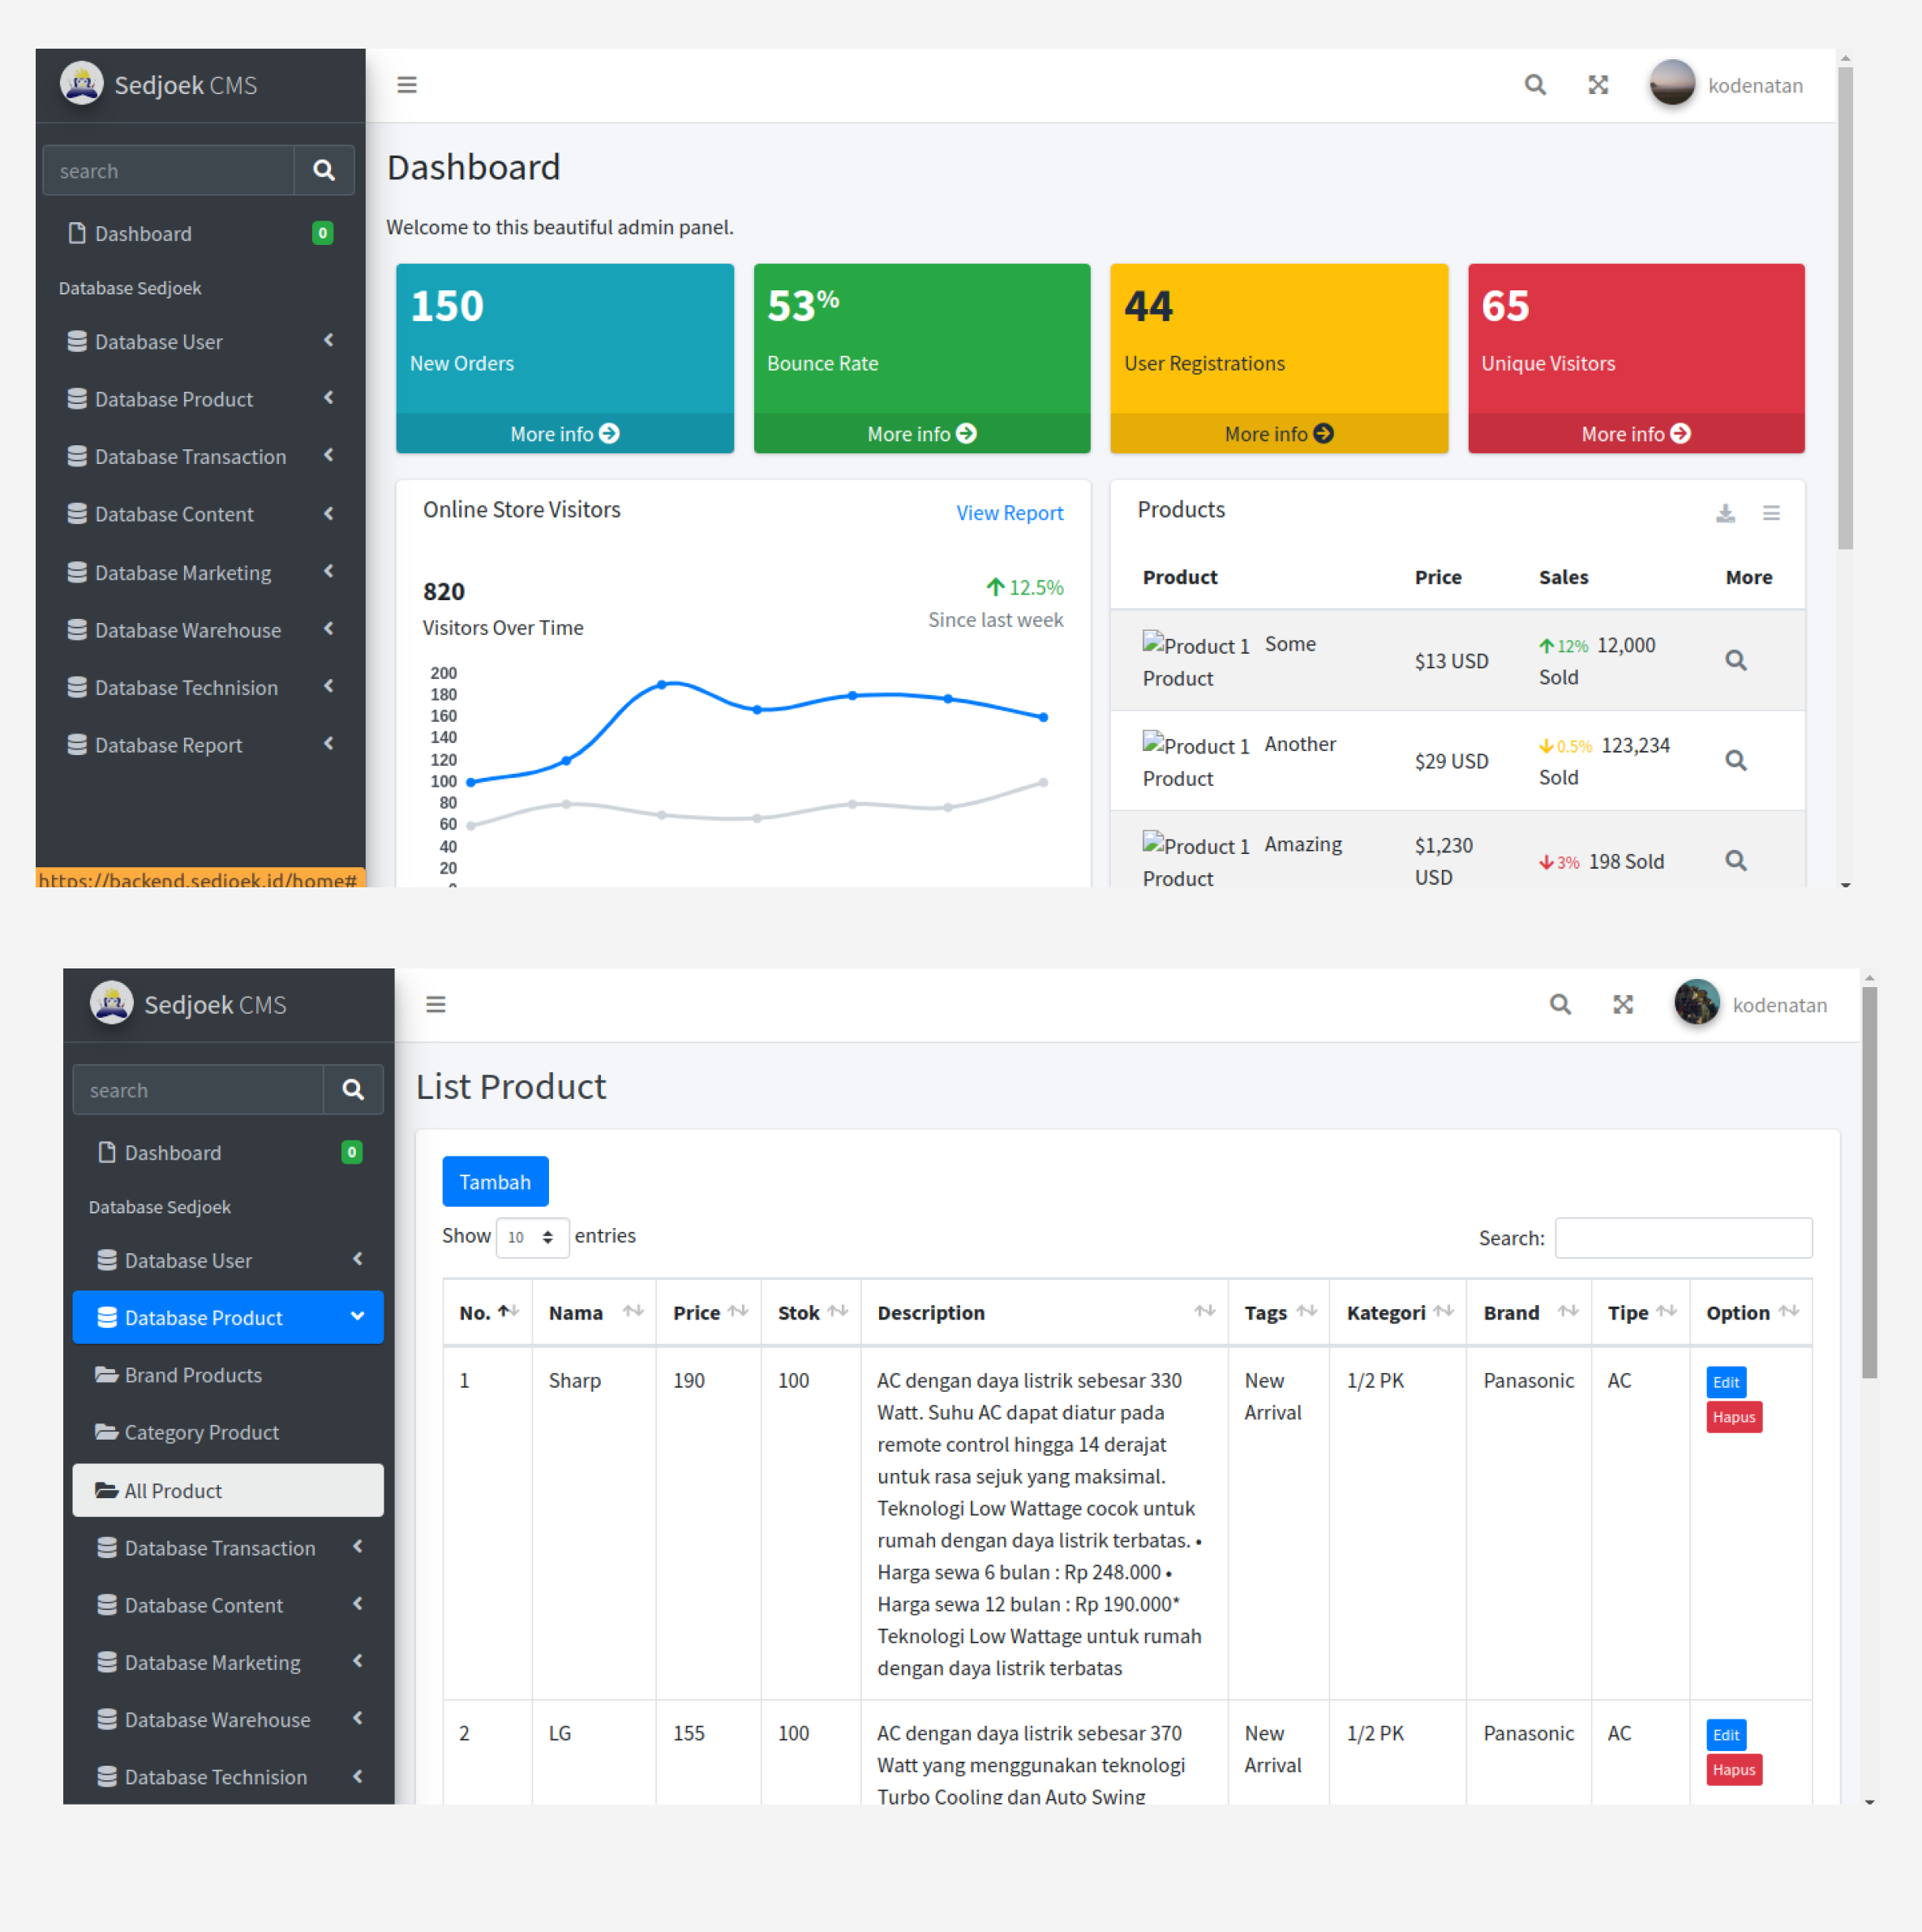 Sedjoek CMS
kodenatan
search
Dashboard 0
Database Sedjoek
Database User
Database Product
Database Transaction
Database Content
Database Marketing
Database Warehouse
Database Technision
Database Report
https://backend.sedjoek.id/home#
Dashboard
Welcome to this beautiful admin panel.
150
New Orders
More info
53%
Bounce Rate
More info
44
User Registrations
More info
65
Unique Visitors
More info
Online Store Visitors
View Report
820
Visitors Over Time
12.5%
Since last week
200
180
160
140
120
100
80
60
40
20
Products
Product Price Sales More
Product 1 Some
Product
$13 USD
12% 12,000
Sold
Product 1 Another
Product
$29 USD
0.5% 123,234
Sold
Product 1 Amazing
Product
$1,230
USD
3% 198 Sold
Sedjoek CMS
kodenatan
search
Dashboard 0
Database Sedjoek
Database User
Database Product
Brand Products
Category Product
All Product
Database Transaction
Database Content
Database Marketing
Database Warehouse
Database Technision
List Product
Tambah
Show 10 entries
Search:
No. Nama Price Stok Description Tags Kategori Brand Tipe Option
1 Sharp 190 100
AC dengan daya listrik sebesar 330
Watt. Suhu AC dapat diatur pada
remote control hingga 14 derajat
untuk rasa sejuk yang maksimal.
Teknologi Low Wattage cocok untuk
rumah dengan daya listrik terbatas. •
Harga sewa 6 bulan : Rp 248.000 •
Harga sewa 12 bulan : Rp 190.000*
Teknologi Low Wattage untuk rumah
dengan daya listrik terbatas
New
Arrival
1/2 PK
Panasonic
AC
Edit
Hapus
2 LG 155 100
AC dengan daya listrik sebesar 370
Watt yang menggunakan teknologi
Turbo Cooling dan Auto Swing
New
Arrival
1/2 PK
Panasonic
AC
Edit
Hapus